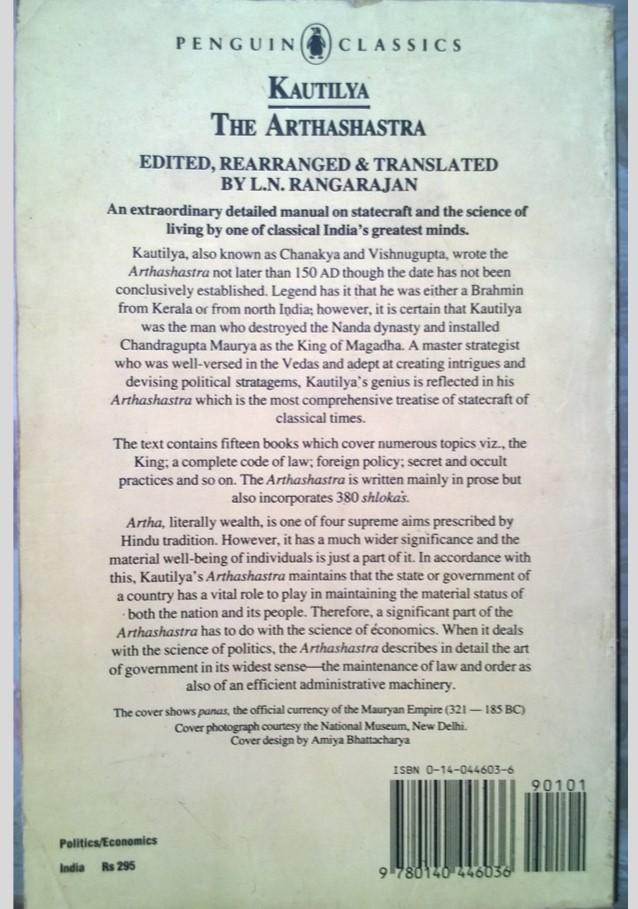 PENGUIN CLASSICS
KAUTILYA
THE ARTHASHASTRA
EDITED, REARRANGED & TRANSLATED
BY L.N. RANGARAJAN
An extraordinary detailed manual on statecraft and the science of
living by one of classical India's greatest minds.
Kautilya, also known as Chanakya and Vishnugupta, wrote the
Arthashastra not later than 150 AD though the date has not been
conclusively established. Legend has it that he was either a Brahmin
from Kerala or from north India; however, it is certain that Kautilya
was the man who destroyed the Nanda dynasty and installed
Chandragupta Maurya as the King of Magadha. A master strategist
who was well-versed in the Vedas and adept at creating intrigues and
devising political stratagems, Kautilya's genius is reflected in his
Arthashastra which is the most comprehensive treatise of statecraft of
classical times.
The text contains fifteen books which cover numerous topics viz., the
King; a complete code of law; foreign policy; secret and occult
practices and so on. The Arthashastra is written mainly in prose but
also incorporates 380 shlokas.
Artha, literally wealth, is one of four supreme aims prescribed by
Hindu tradition. However, it has a much wider significance and the
material well-being of individuals is just a part of it. In accordance with
this, Kautilya's Arthashastra maintains that the state or government of
a country has a vital role to play in maintaining the material status of
both the nation and its people. Therefore, a significant part of the
Arthashastra has to do with the science of economics. When it deals
with the science of politics, the Arthashastra describes in detail the art
of government in its widest sense—the maintenance of law and order as
also of an efficient administrative machinery.
The cover shows panas, the official currency of the Mauryan Empire (321 — 185 BC)
Cover photograph courtesy the National Museum, New Delhi.
Cover design by Amiya Bhattacharya
ISBN 0-14-044603-6
90101
9 780140 446036
Politics/Economics
India Rs 295